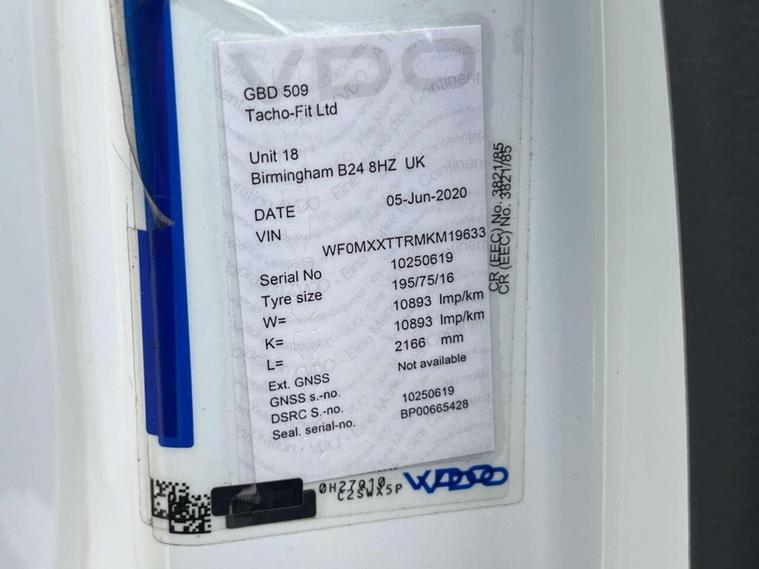 VDO
GBD 509
Tacho-Fit Ltd
Unit 18
Birmingham B24 8HZ UK
DATE 05-Jun-2020
VIN
WF0MXXTTRMKM19633
Serial No 10250619
Tyre size 195/75/16
W= 10893 Imp/km
K= 10893 Imp/km
L= 2166 mm
Ext. GNSS Not available
GNSS s.-no.
DSRC S.-no. 10250619
Seal. serial-no. BP00665428
CR (EEC) No. 3821/85
CR (EEC) No. 3821/85
0H27010
C2SWX5P
VDO